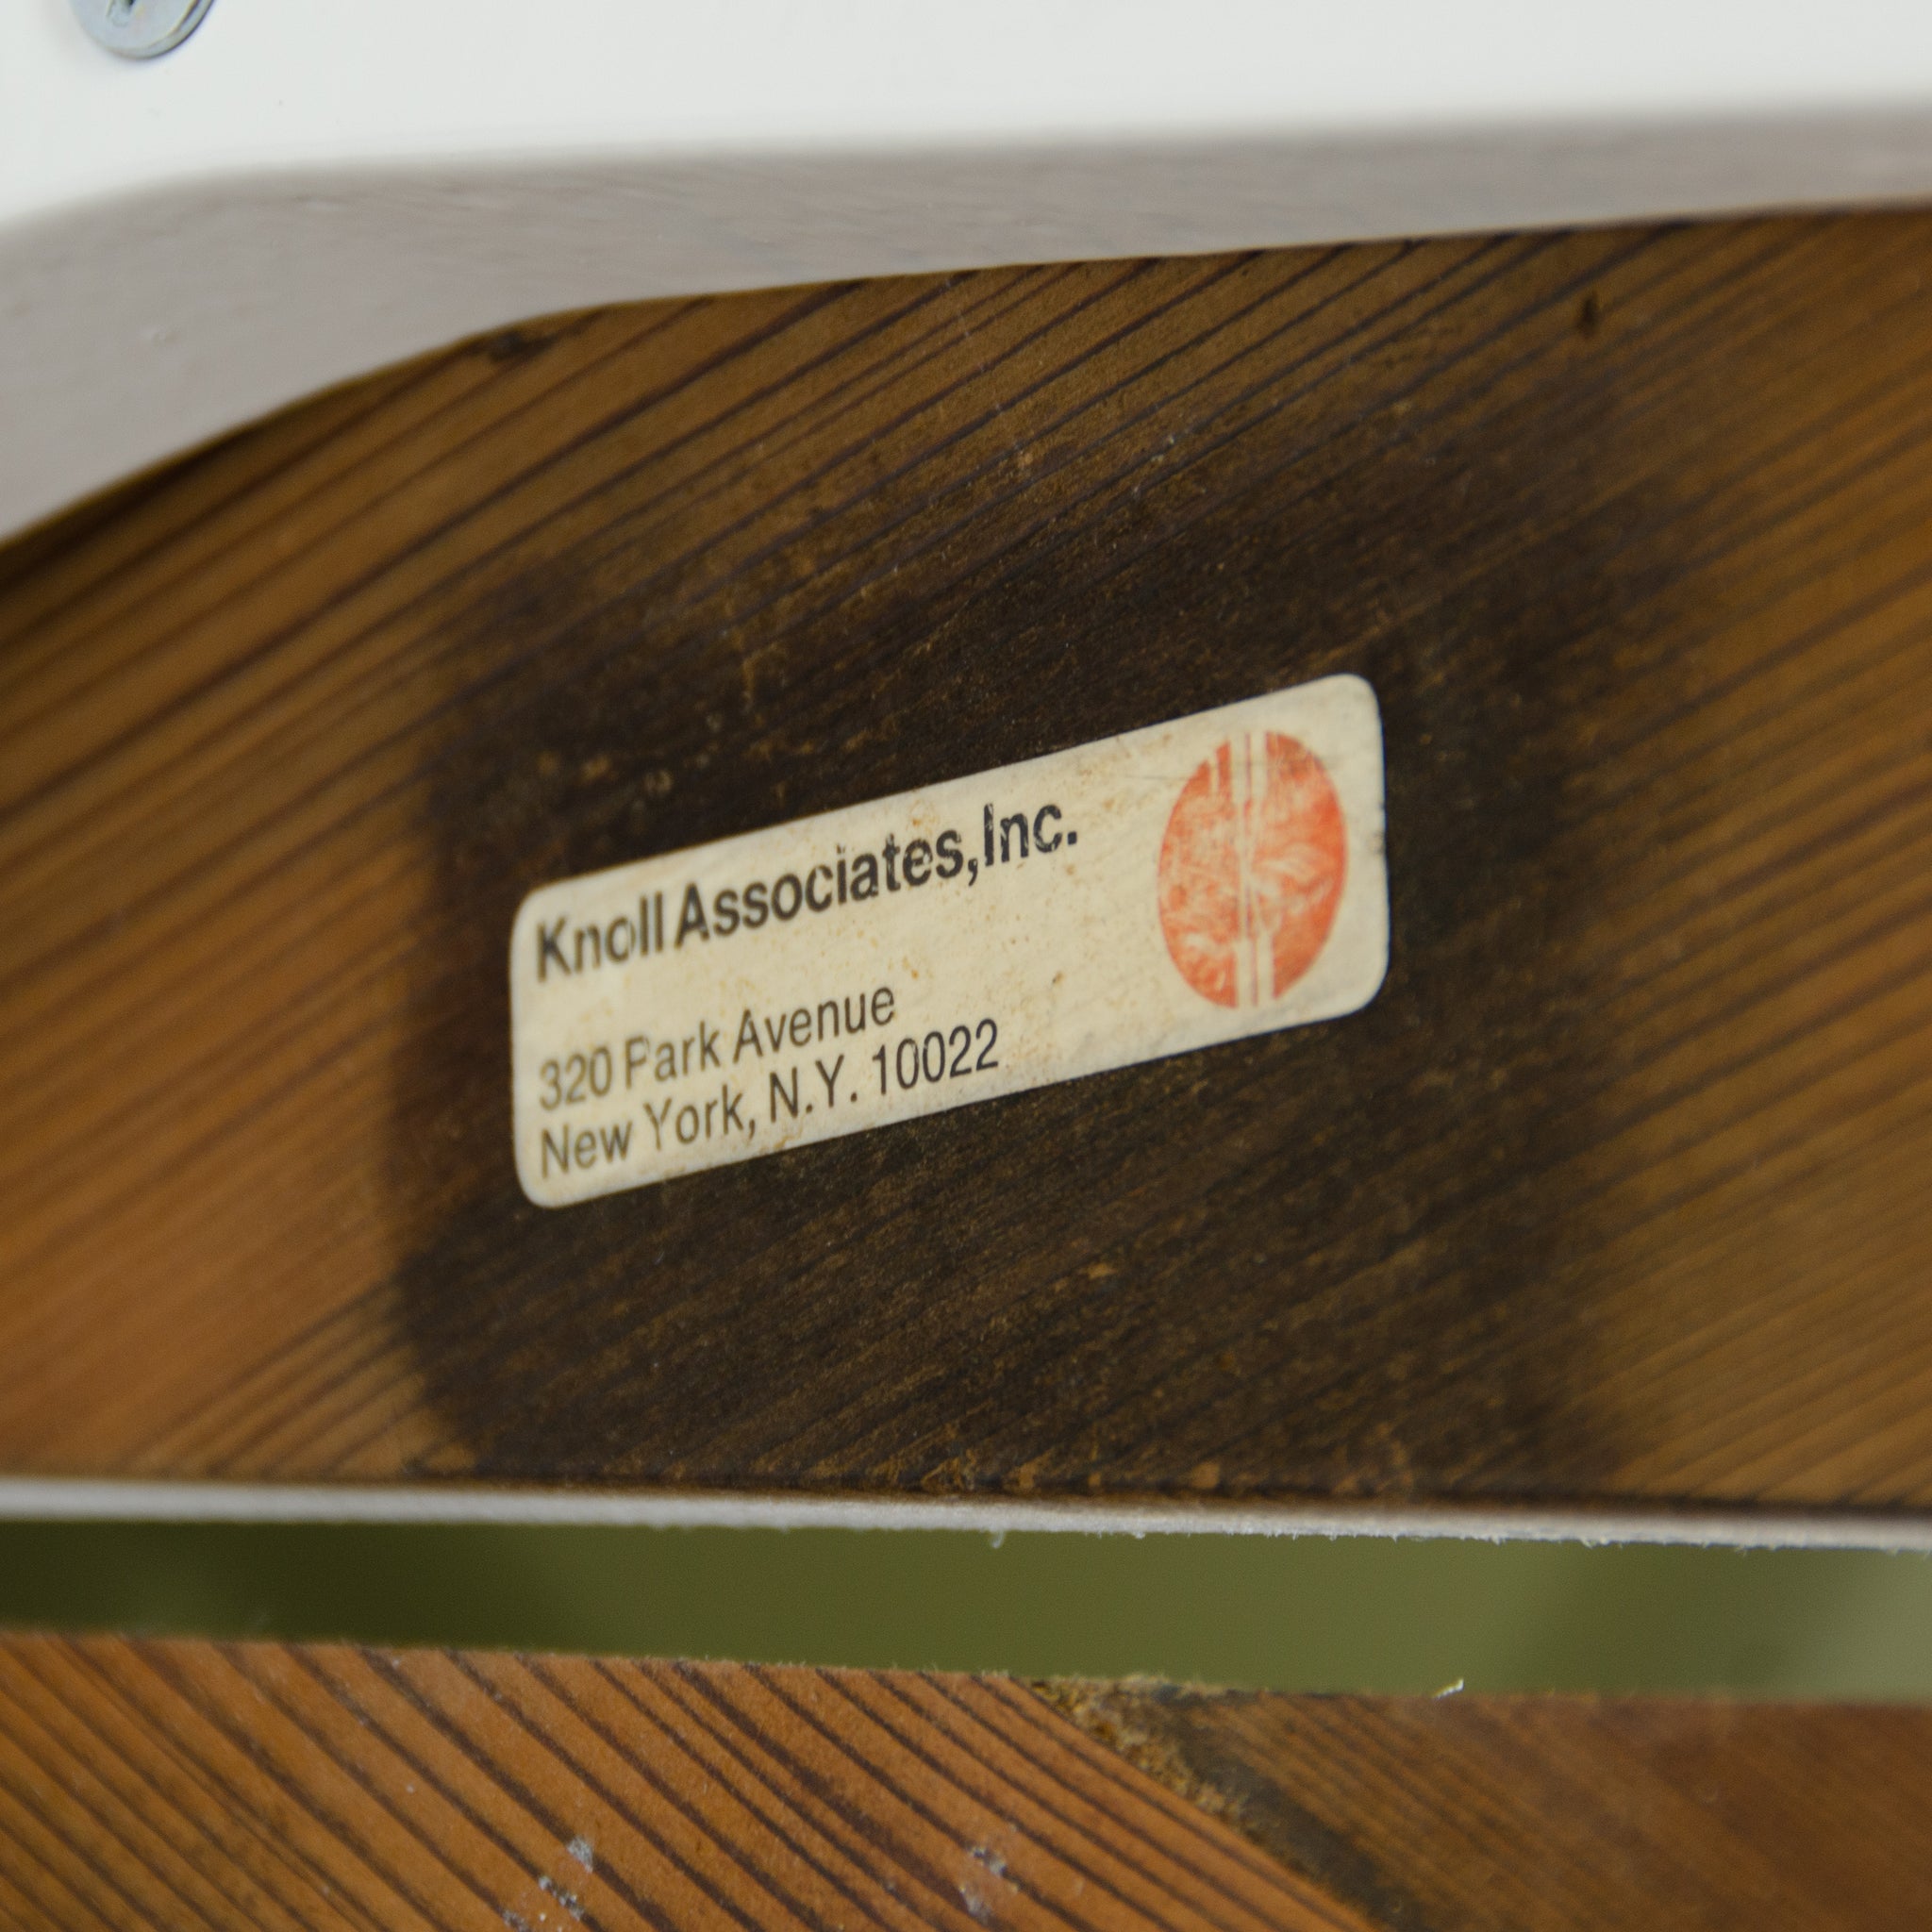 Knoll Associates, Inc.
320 Park Avenue
New York, N.Y. 10022